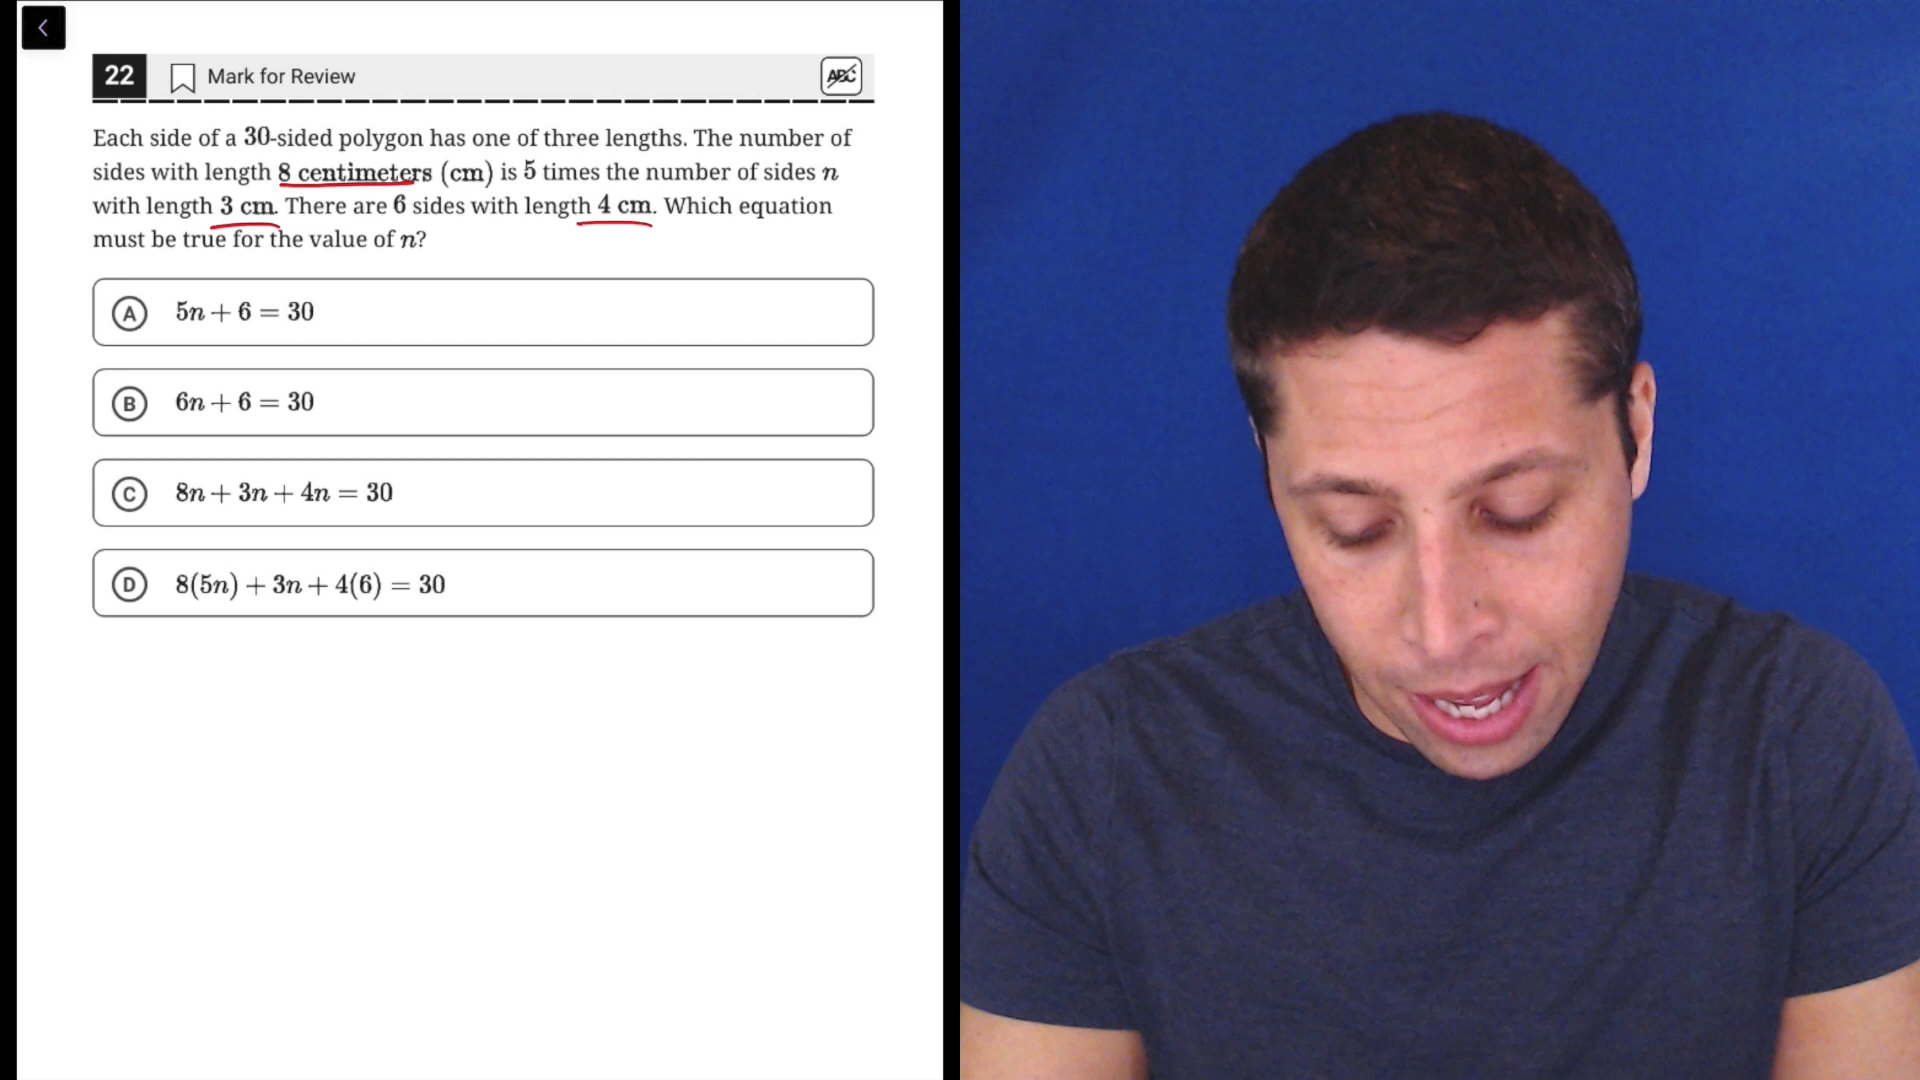 22 Mark for Review ABC
Each side of a 30-sided polygon has one of three lengths. The number of
sides with length 8 centimeters (cm) is 5 times the number of sides n
with length 3 cm. There are 6 sides with length 4 cm. Which equation
must be true for the value of n?
A 5n + 6 = 30
B 6n + 6 = 30
C 8n + 3n + 4n = 30
D 8(5n) + 3n + 4(6) = 30